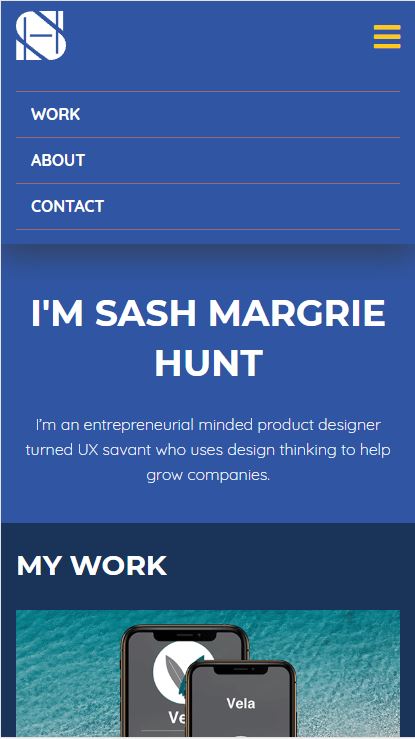 WORK
ABOUT
CONTACT
I'M SASH MARGRIE
HUNT
I'm an entrepreneurial minded product designer
turned UX savant who uses design thinking to help
grow companies.
MY WORK
Ve
Vela